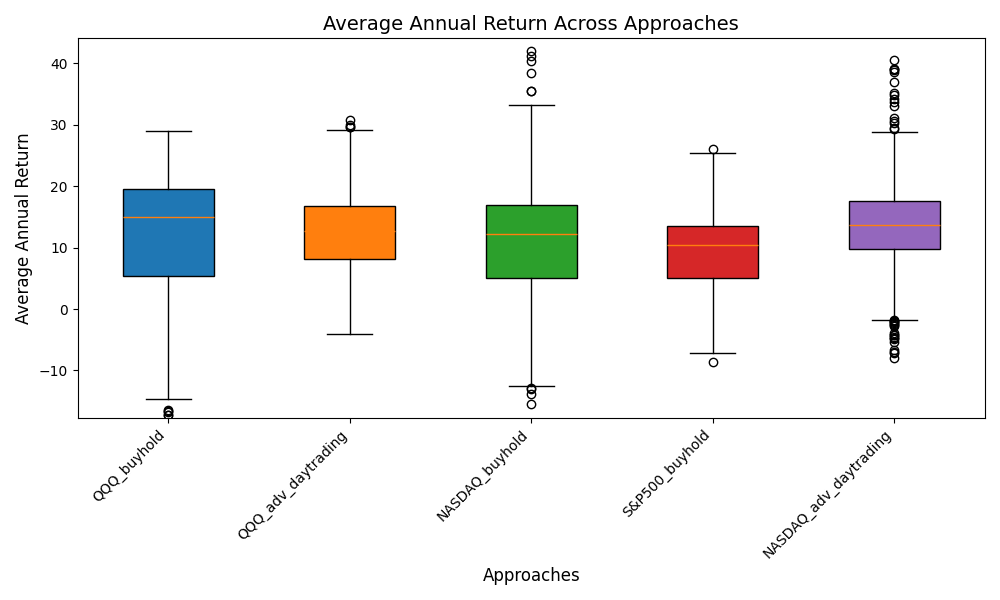 Average Annual Return Across Approaches
Average Annual Return
40
30
20
10
0
−10
QQQ_buyhold
QQQ_adv_daytrading
NASDAQ_buyhold
S&P500_buyhold
NASDAQ_adv_daytrading
Approaches